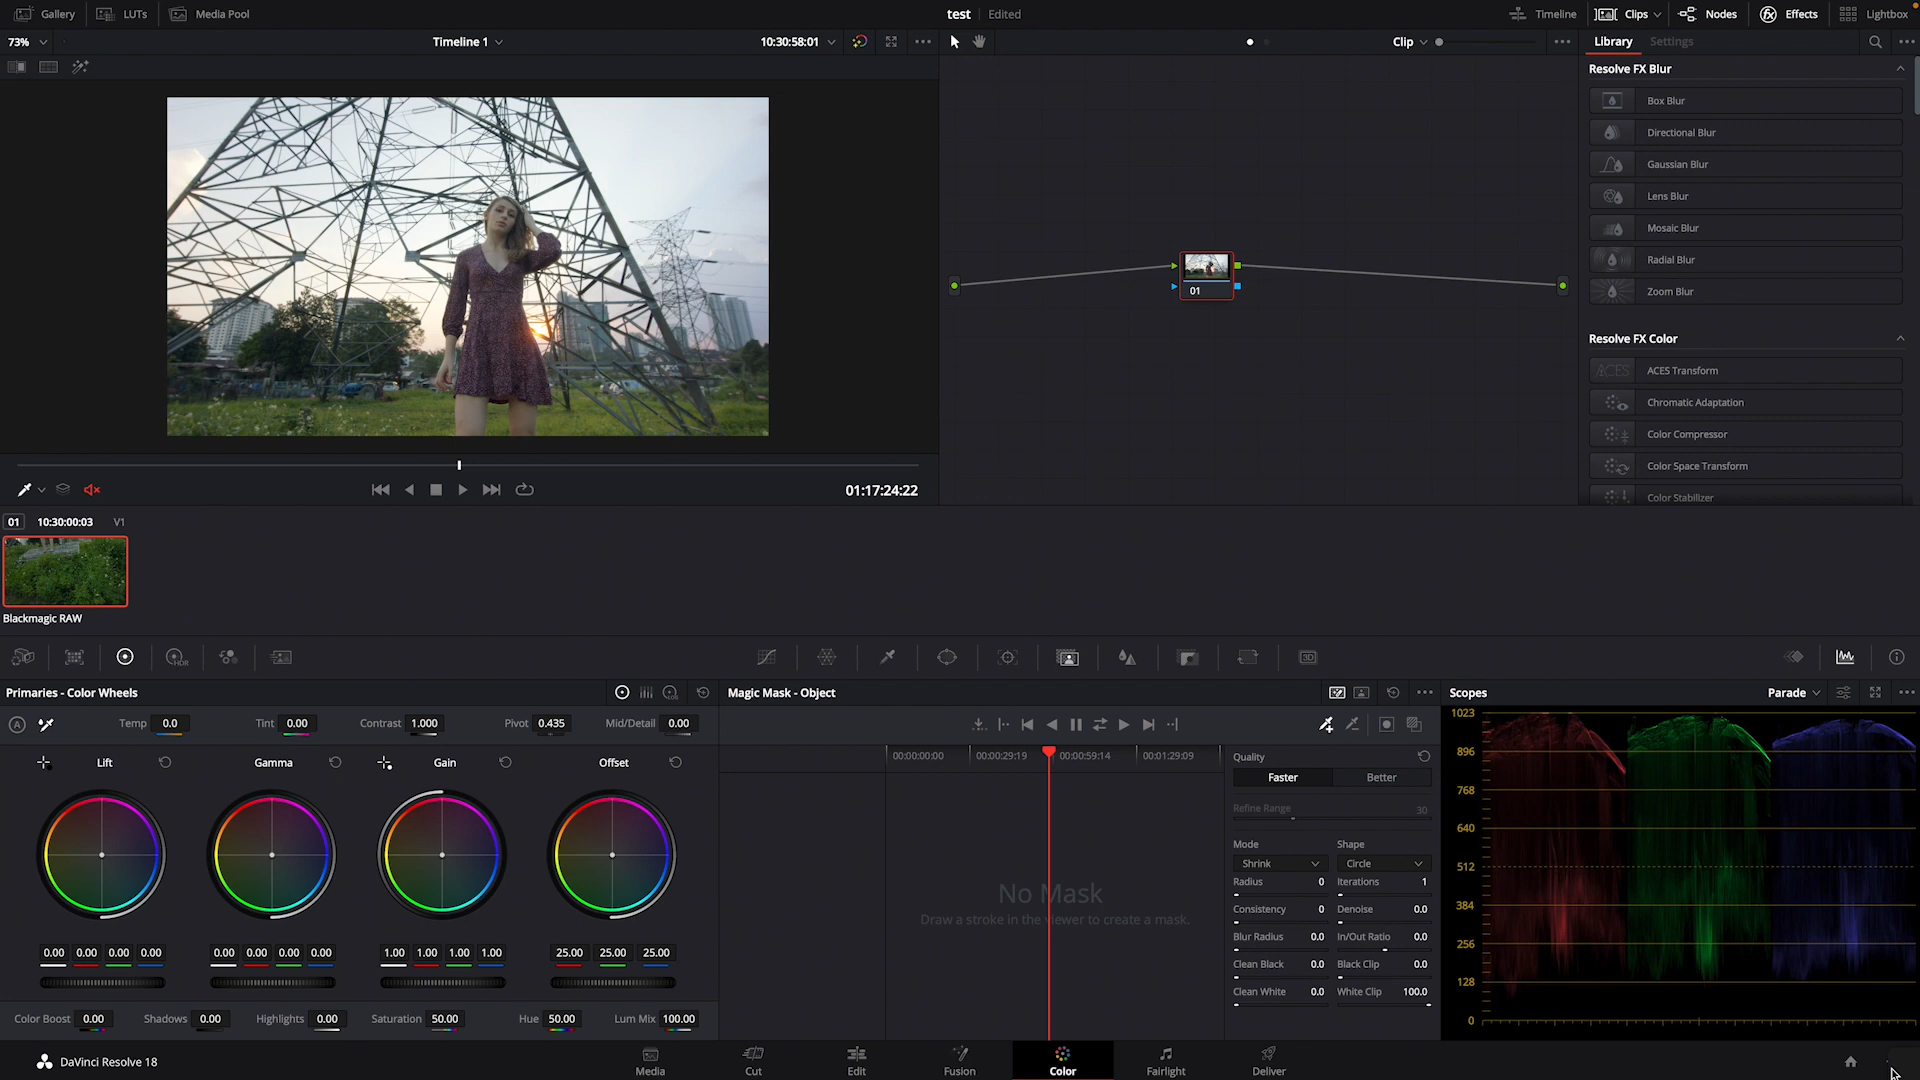 Gallery LUTs Media Pool test Edited Timeline Clips Nodes Effects Lightbox
73% Timeline 1 10:30:58:01 Clip Library Settings
Resolve FX Blur
Box Blur
Directional Blur
Gaussian Blur
Lens Blur
Mosaic Blur
Radial Blur
Zoom Blur
01
Resolve FX Color
ACES ACES Transform
Chromatic Adaptation
Color Compressor
Color Space Transform
Color Stabilizer
01:17:24:22
01 10:30:00:03 V1
Blackmagic RAW
HDR 3D
Primaries - Color Wheels Magic Mask - Object Scopes Parade
A Temp 0.0 Tint 0.00 Contrast 1.000 Pivot 0.435 Mid/Detail 0.00
Lift Gamma Gain Offset
0.00 0.00 0.00 0.00 0.00 0.00 0.00 0.00 1.00 1.00 1.00 1.00 25.00 25.00 25.00
Color Boost 0.00 Shadows 0.00 Highlights 0.00 Saturation 50.00 Hue 50.00 Lum Mix 100.00
00:00:00:00 00:00:29:19 00:00:59:14 00:01:29:09
No Mask
Draw a stroke in the viewer to create a mask.
Quality
Faster Better
Refine Range 30
Mode Shape
Shrink Circle
Radius 0 Iterations 1
Consistency 0 Denoise 0.0
Blur Radius 0.0 In/Out Ratio 0.0
Clean Black 0.0 Black Clip 0.0
Clean White 0.0 White Clip 100.0
1023
896
768
640
512
384
256
128
0
DaVinci Resolve 18 Media Cut Edit Fusion Color Fairlight Deliver